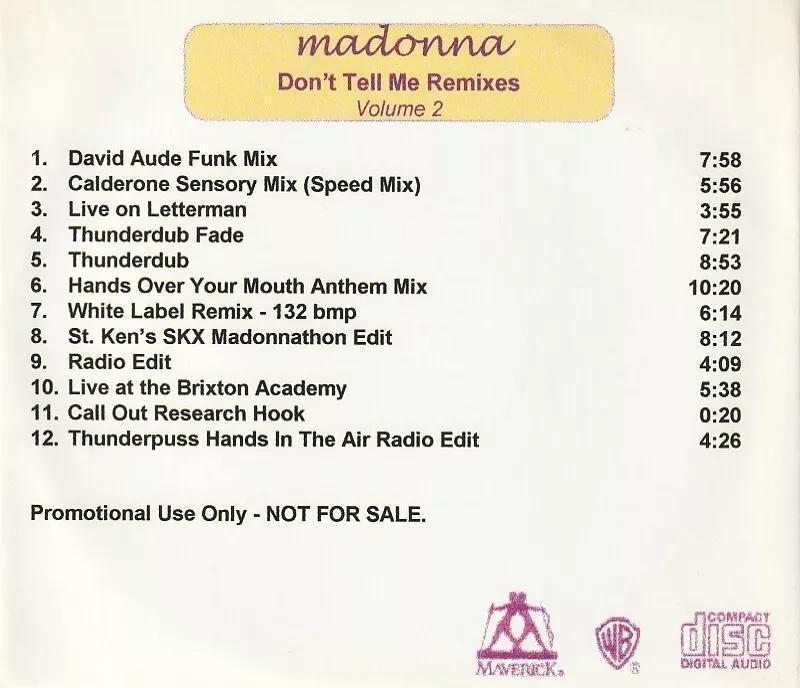 madonna
Don't Tell Me Remixes
Volume 2
1. David Aude Funk Mix 7:58
2. Calderone Sensory Mix (Speed Mix) 5:56
3. Live on Letterman 3:55
4. Thunderdub Fade 7:21
5. Thunderdub 8:53
6. Hands Over Your Mouth Anthem Mix 10:20
7. White Label Remix - 132 bmp 6:14
8. St. Ken's SKX Madonnathon Edit 8:12
9. Radio Edit 4:09
10. Live at the Brixton Academy 5:38
11. Call Out Research Hook 0:20
12. Thunderpuss Hands In The Air Radio Edit 4:26
Promotional Use Only - NOT FOR SALE.
MAVERICK®
WB ®
COMPACT
disc
DIGITAL AUDIO